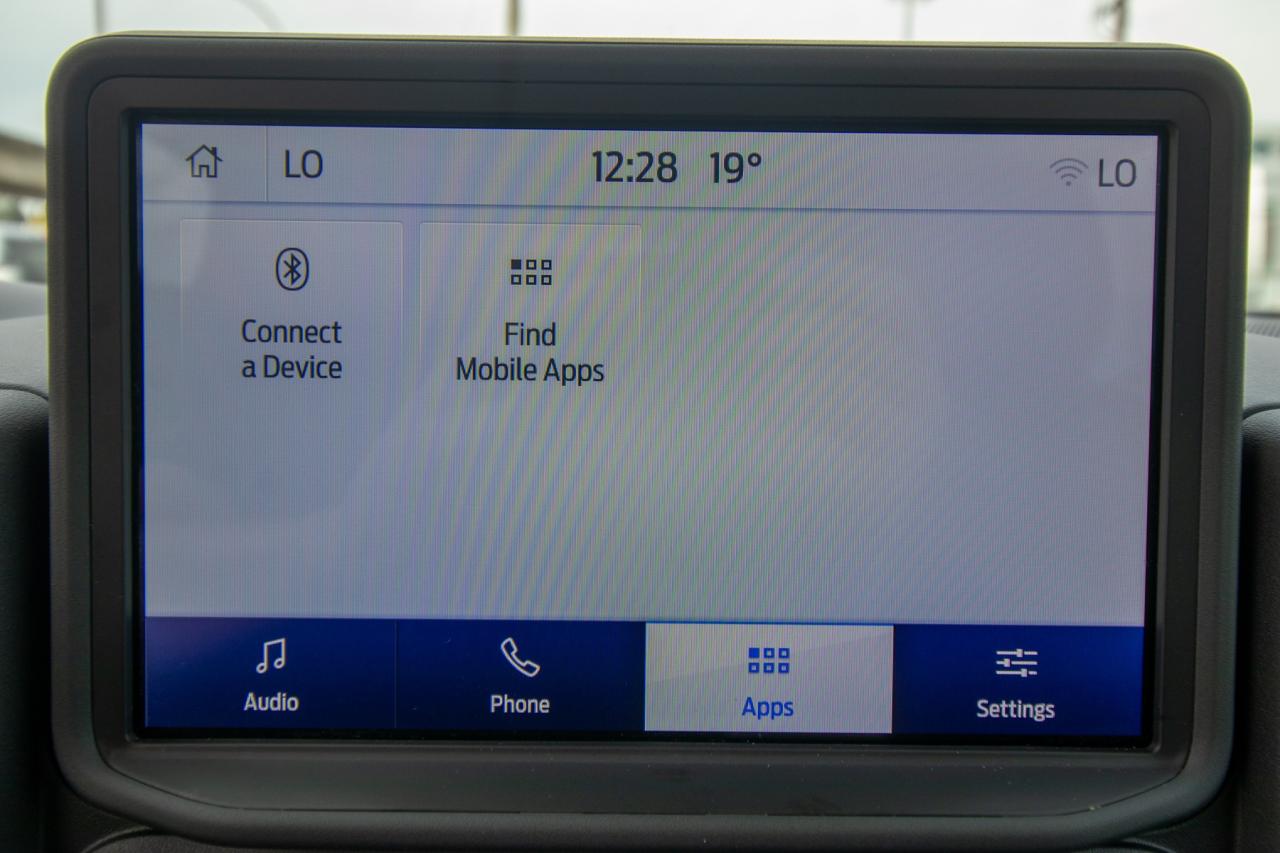 LO 12:28 19° LO
Connect
a Device
Find
Mobile Apps
Audio Phone Apps Settings